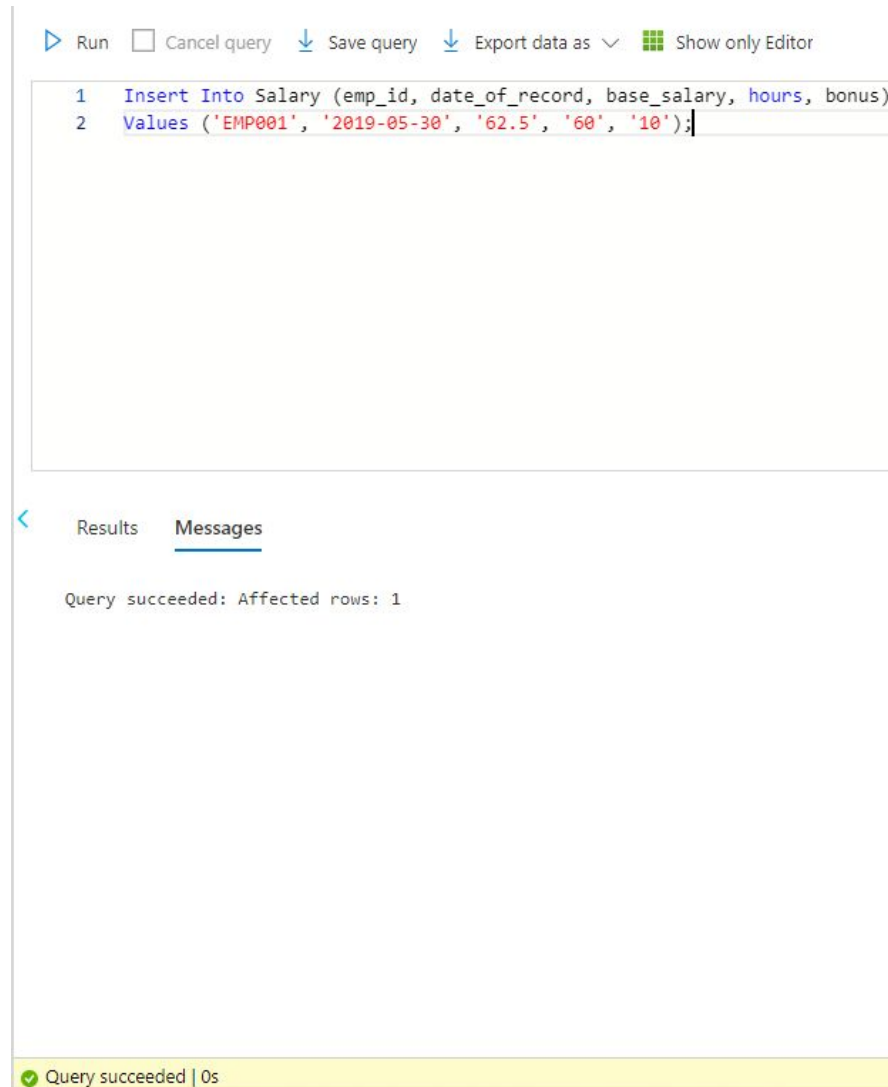 Run Cancel query Save query Export data as Show only Editor
1 Insert Into Salary (emp_id, date_of_record, base_salary, hours, bonus)
2 Values ('EMP001', '2019-05-30', '62.5', '60', '10');
Results Messages
Query succeeded: Affected rows: 1
Query succeeded | 0s